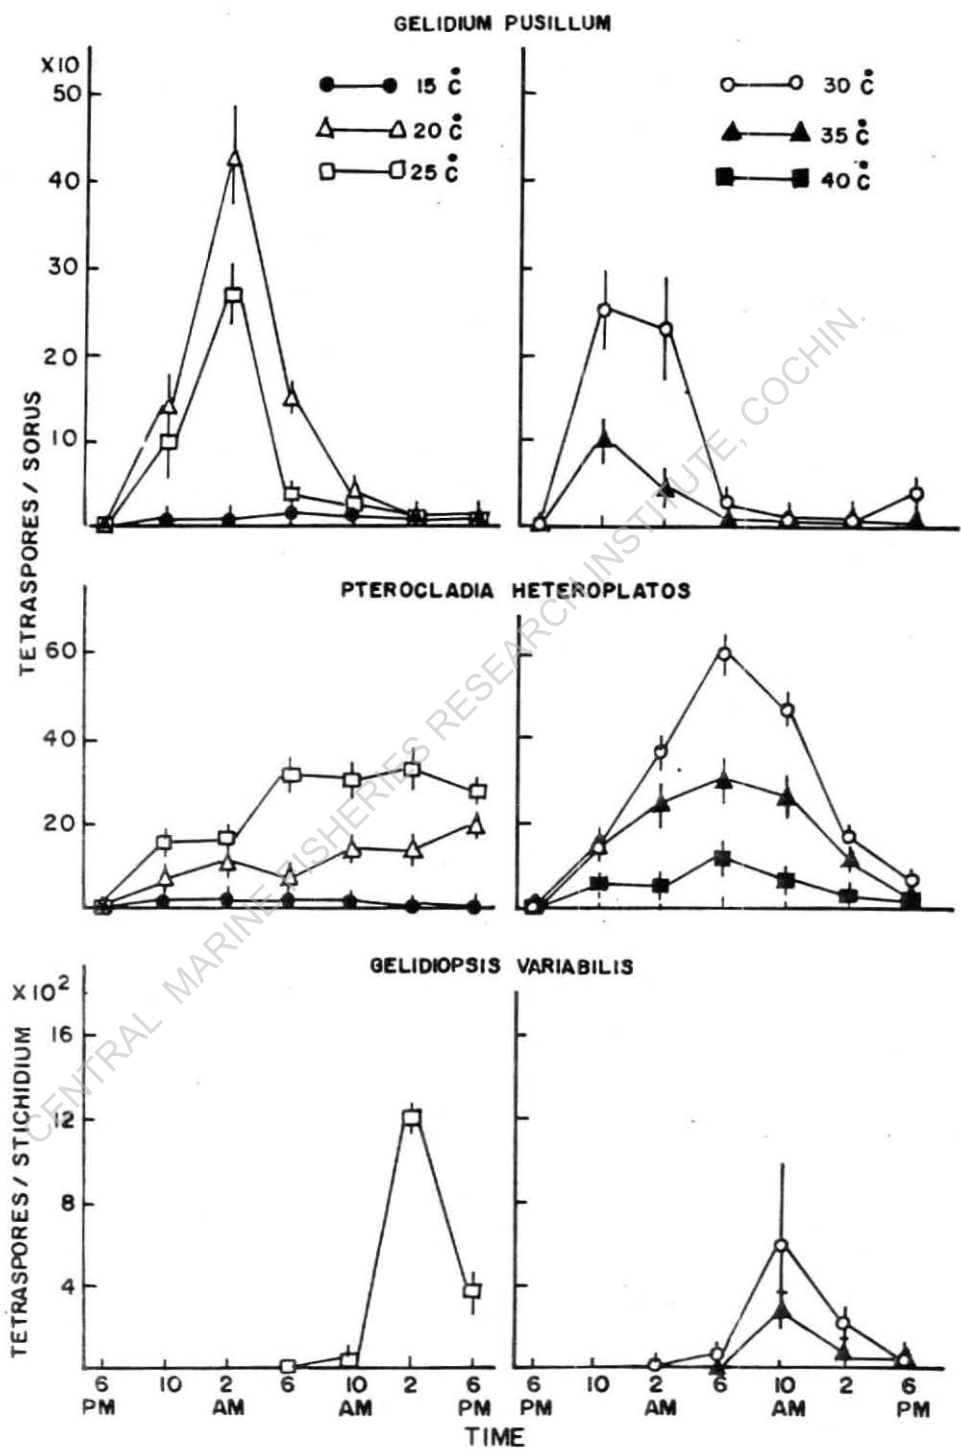 GELIDIUM PUSILLUM
X10
50
40
30
20
10
15 °C
20 °C
25 °C
30 °C
35 °C
40 °C
TETRASPORES / SORUS
PTEROCLADIA HETEROPLATOS
60
40
20
GELIDIOPSIS VARIABILIS
X10²
16
12
8
4
TETRASPORES / STICHIDIUM
6 10 2 6 10 2 6
PM AM AM PM
6 10 2 6 10 2 6
PM AM AM PM
TIME
CENTRAL MARINE FISHERIES RESEARCH INSTITUTE, COCHIN.